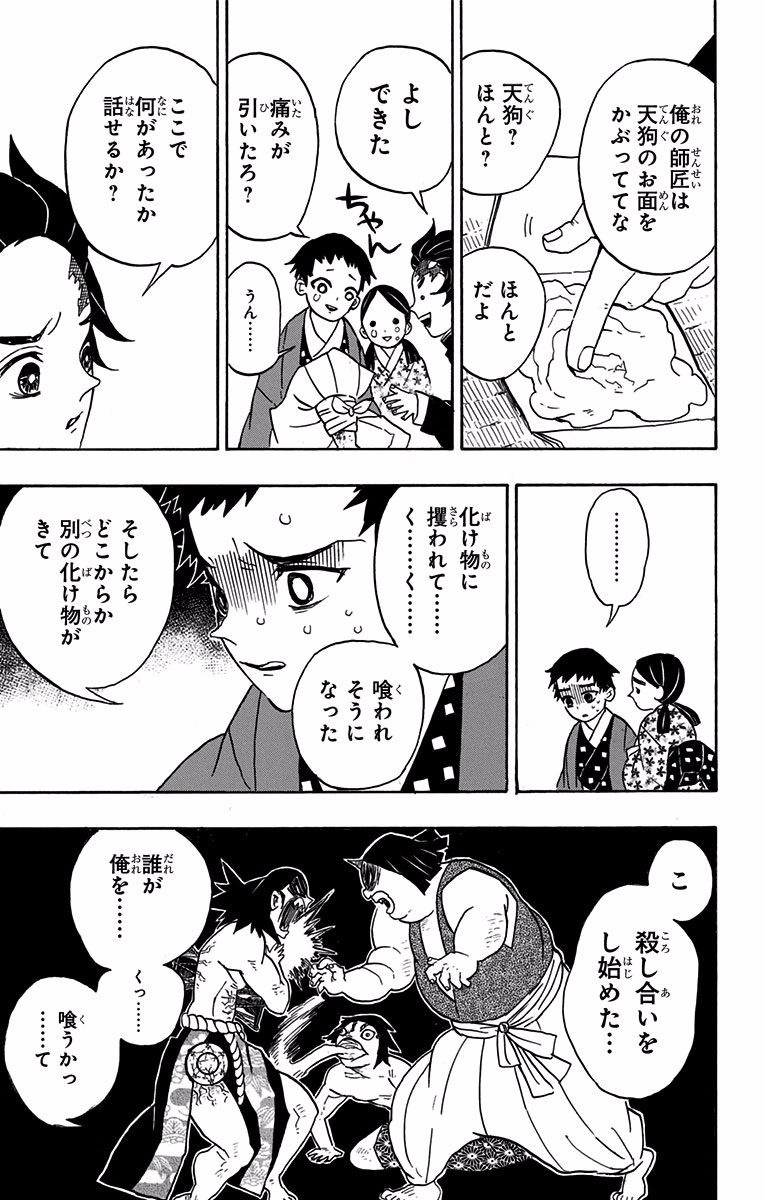 俺の師匠は
天狗のお面を
かぶっててな
天狗?
ほんと?
ほんと
だよ
よし
できた
痛みが
引いたろ?
ちゃん
うん……
ここで
何があったか
話せるか?
………
化け物に
攫われて……
く……く……
喰われ
そうに
なった
そしたら
どこからか
別の化け物が
きて
こ
殺し合いを
し始めた…
誰が
俺を……
くっ……
喰うかっ
……て